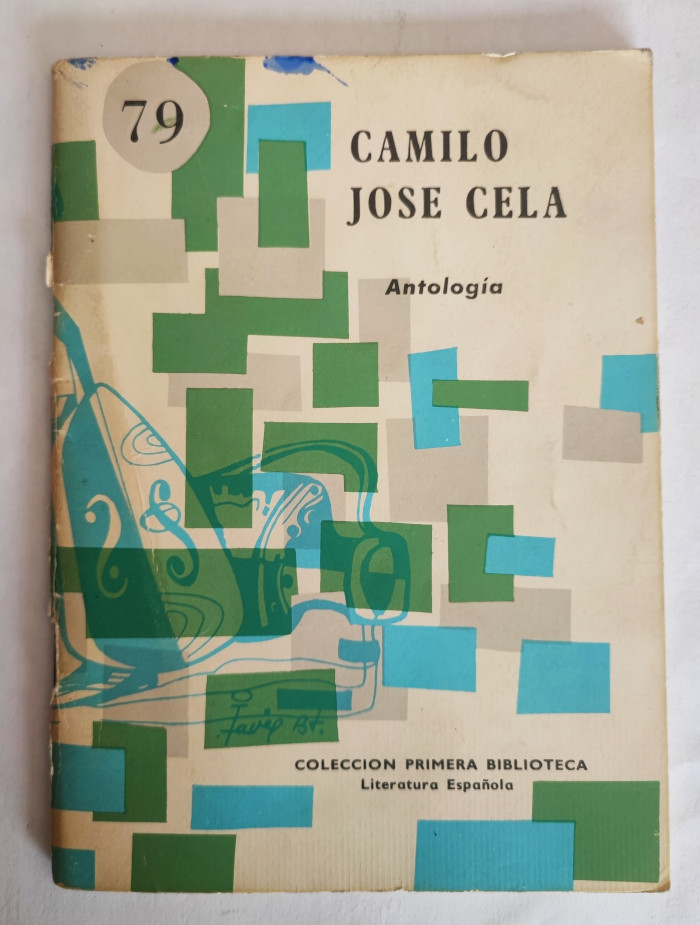 79
CAMILO
JOSE CELA
Antología
COLECCION PRIMERA BIBLIOTECA
Literatura Española